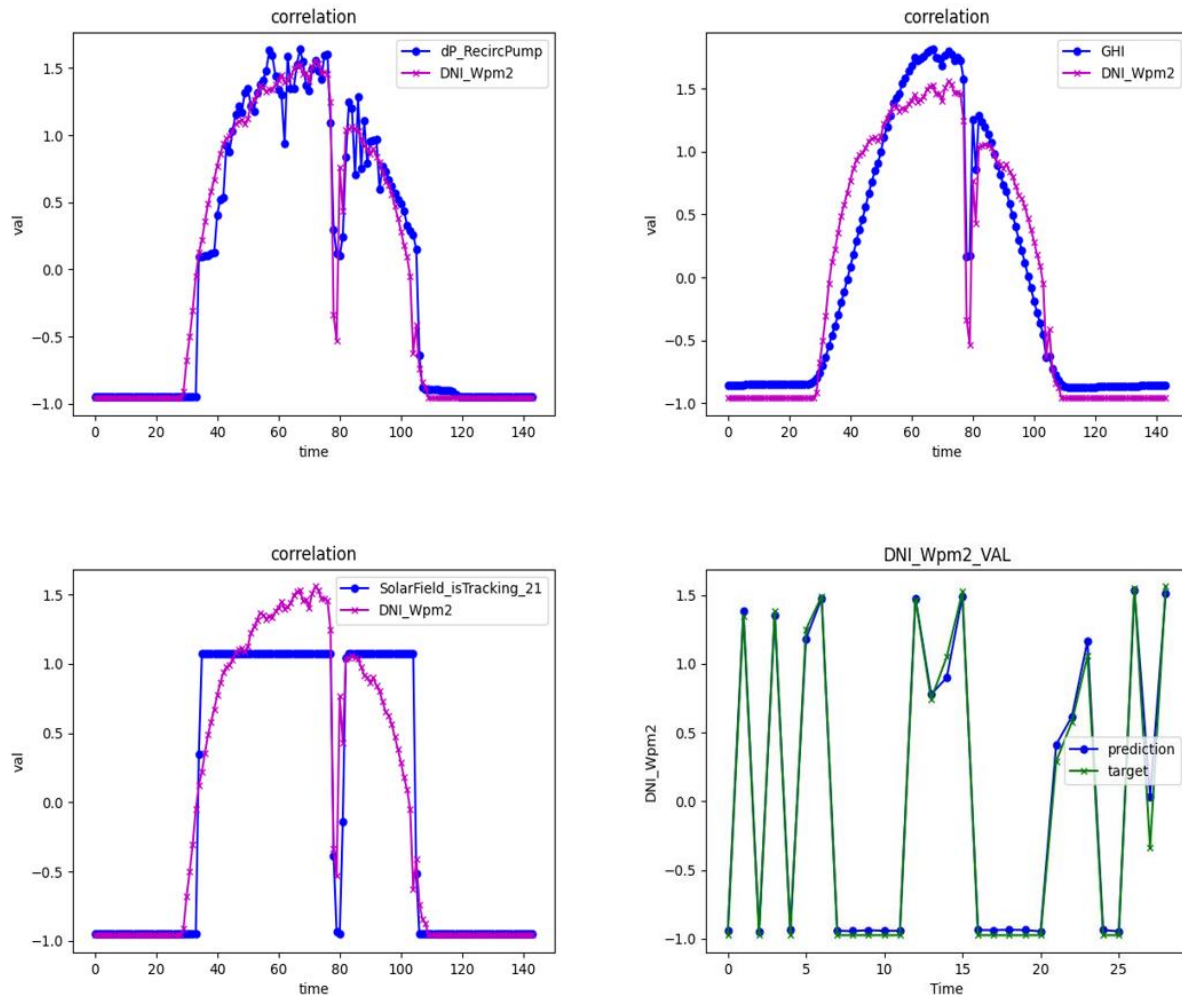 correlation
dP_RecircPump
DNI_Wpm2
val
1.5
1.0
0.5
0.0
−0.5
−1.0
0 20 40 60 80 100 120 140
time
correlation
GHI
DNI_Wpm2
val
1.5
1.0
0.5
0.0
−0.5
−1.0
0 20 40 60 80 100 120 140
time
correlation
SolarField_isTracking_21
DNI_Wpm2
val
1.5
1.0
0.5
0.0
−0.5
−1.0
0 20 40 60 80 100 120 140
time
DNI_Wpm2_VAL
prediction
target
DNI_Wpm2
1.5
1.0
0.5
0.0
−0.5
−1.0
0 5 10 15 20 25
Time